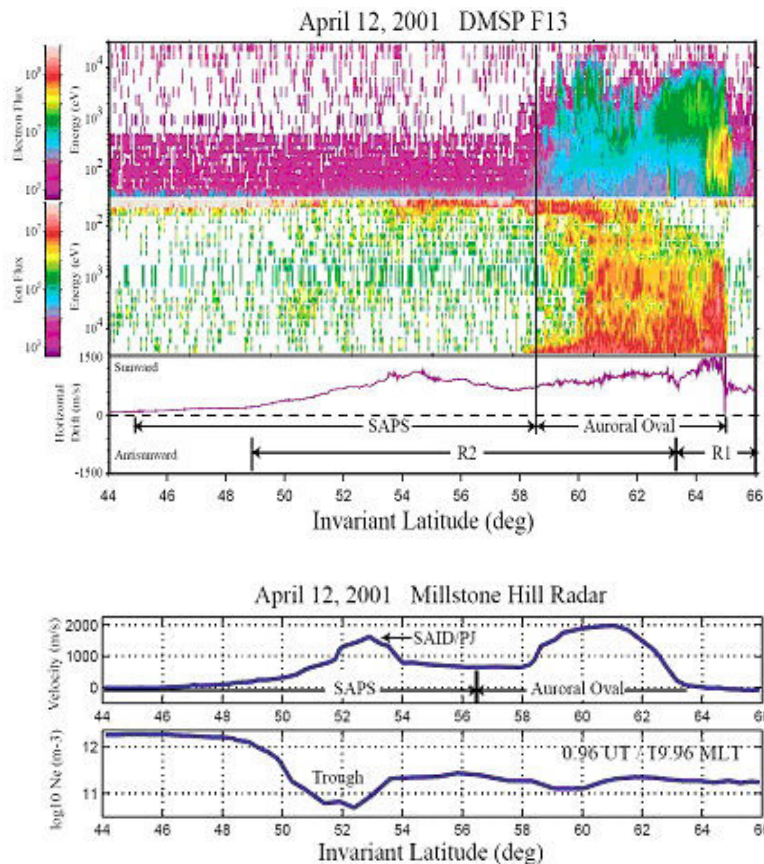 April 12, 2001 DMSP F13
Electron Flux
Energy (eV)
10⁴
10³
10²
Ion Flux
Energy (eV)
10²
10³
10⁴
Horizontal
Drift (m/s)
1500
0
-1500
Sunward
SAPS
Auroral Oval
Antisunward
R2
R1
44 46 48 50 52 54 56 58 60 62 64 66
Invariant Latitude (deg)
April 12, 2001 Millstone Hill Radar
Velocity (m/s)
2000
1000
0
SAID/PJ
SAPS
Auroral Oval
44 46 48 50 52 54 56 58 60 62 64 66
log10 Ne (m-3)
12
11
Trough
0.96 UT / 19.96 MLT
44 46 48 50 52 54 56 58 60 62 64 66
Invariant Latitude (deg)